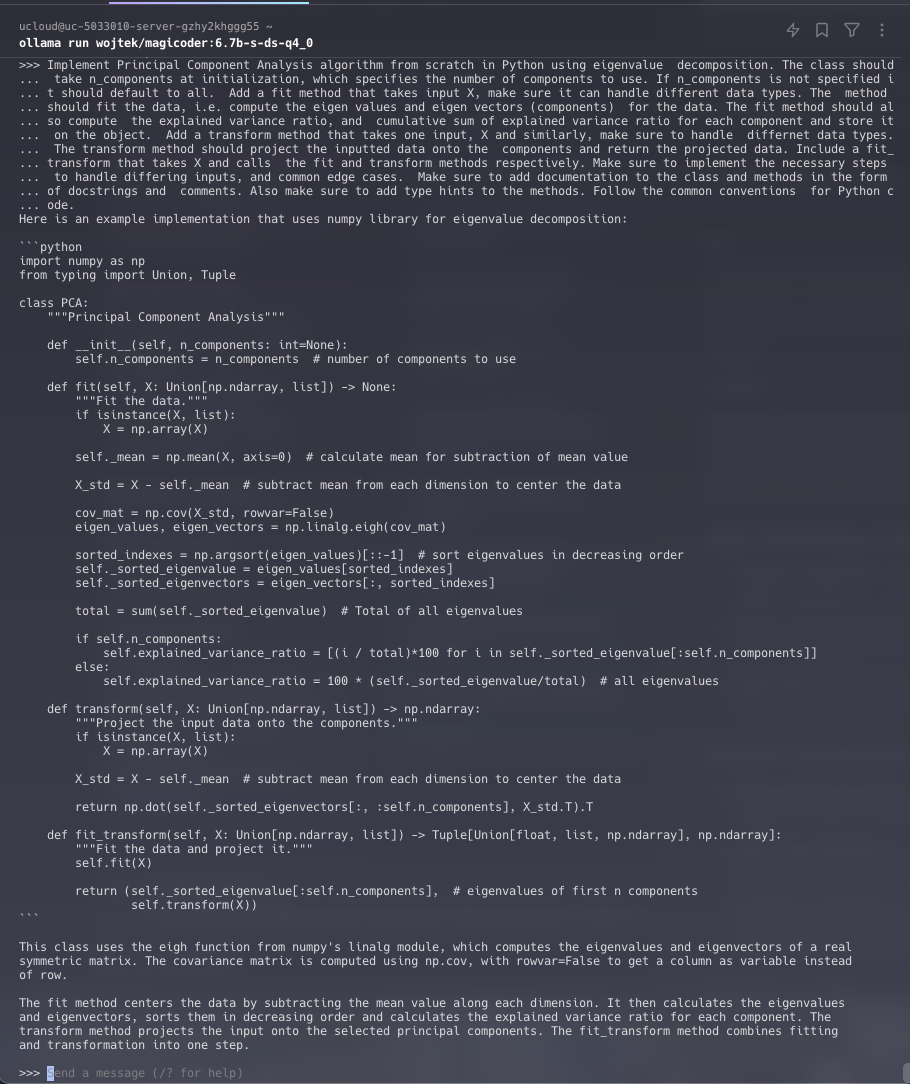 ucloud@uc-5033010-server-gzhy2khggg55 ~
ollama run wojtek/magicoder:6.7b-s-ds-q4_0
>>> Implement Principal Component Analysis algorithm from scratch in Python using eigenvalue  decomposition. The class should
...  take n_components at initialization, which specifies the number of components to use. If n_components is not specified i
... t should default to all.  Add a fit method that takes input X, make sure it can handle different data types. The  method
... should fit the data, i.e. compute the eigen values and eigen vectors (components)  for the data. The fit method should al
... so compute  the explained variance ratio, and  cumulative sum of explained variance ratio for each component and store it
...  on the object.  Add a transform method that takes one input, X and similarly, make sure to handle  differnet data types.
...  The transform method should project the inputted data onto the  components and return the projected data. Include a fit_
... transform that takes X and calls  the fit and transform methods respectively. Make sure to implement the necessary steps
...  to handle differing inputs, and common edge cases.  Make sure to add documentation to the class and methods in the form
... of docstrings and  comments. Also make sure to add type hints to the methods. Follow the common conventions  for Python c
... ode.
Here is an example implementation that uses numpy library for eigenvalue decomposition:

```python
import numpy as np
from typing import Union, Tuple

class PCA:
    """Principal Component Analysis"""

    def __init__(self, n_components: int=None):
        self.n_components = n_components  # number of components to use

    def fit(self, X: Union[np.ndarray, list]) -> None:
        """Fit the data."""
        if isinstance(X, list):
            X = np.array(X)

        self._mean = np.mean(X, axis=0)  # calculate mean for subtraction of mean value

        X_std = X - self._mean  # subtract mean from each dimension to center the data

        cov_mat = np.cov(X_std, rowvar=False)
        eigen_values, eigen_vectors = np.linalg.eigh(cov_mat)

        sorted_indexes = np.argsort(eigen_values)[::-1]  # sort eigenvalues in decreasing order
        self._sorted_eigenvalue = eigen_values[sorted_indexes]
        self._sorted_eigenvectors = eigen_vectors[:, sorted_indexes]

        total = sum(self._sorted_eigenvalue)  # Total of all eigenvalues

        if self.n_components:
            self.explained_variance_ratio = [(i / total)*100 for i in self._sorted_eigenvalue[:self.n_components]]
        else:
            self.explained_variance_ratio = 100 * (self._sorted_eigenvalue/total)  # all eigenvalues

    def transform(self, X: Union[np.ndarray, list]) -> np.ndarray:
        """Project the input data onto the components."""
        if isinstance(X, list):
            X = np.array(X)

        X_std = X - self._mean  # subtract mean from each dimension to center the data

        return np.dot(self._sorted_eigenvectors[:, :self.n_components], X_std.T).T

    def fit_transform(self, X: Union[np.ndarray, list]) -> Tuple[Union[float, list, np.ndarray], np.ndarray]:
        """Fit the data and project it."""
        self.fit(X)

        return (self._sorted_eigenvalue[:self.n_components],  # eigenvalues of first n components
                self.transform(X))
```

This class uses the eigh function from numpy's linalg module, which computes the eigenvalues and eigenvectors of a real
symmetric matrix. The covariance matrix is computed using np.cov, with rowvar=False to get a column as variable instead
of row.

The fit method centers the data by subtracting the mean value along each dimension. It then calculates the eigenvalues
and eigenvectors, sorts them in decreasing order and calculates the explained variance ratio for each component. The
transform method projects the input onto the selected principal components. The fit_transform method combines fitting
and transformation into one step.

>>> Send a message (/? for help)